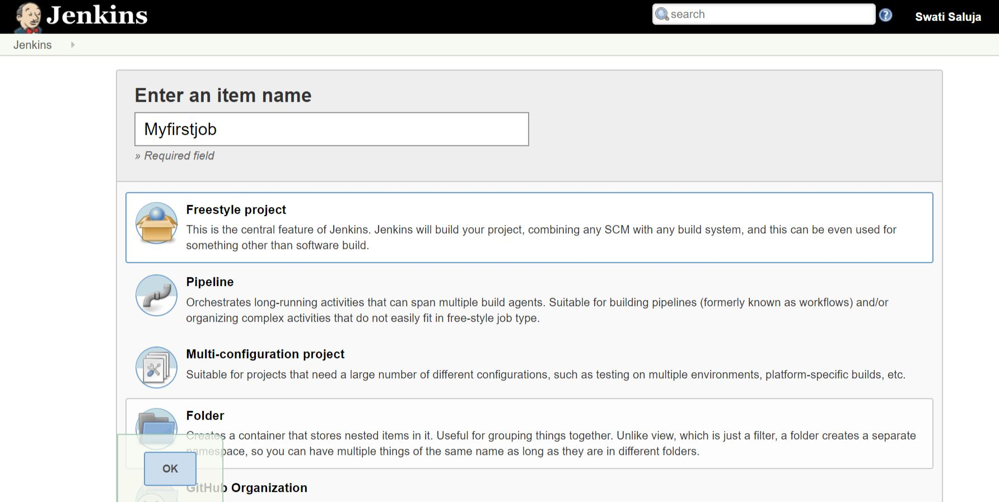 Jenkins
search
Swati Saluja
Jenkins
Enter an item name
Myfirstjob
» Required field
Freestyle project
This is the central feature of Jenkins. Jenkins will build your project, combining any SCM with any build system, and this can be even used for
something other than software build.
Pipeline
Orchestrates long-running activities that can span multiple build agents. Suitable for building pipelines (formerly known as workflows) and/or
organizing complex activities that do not easily fit in free-style job type.
Multi-configuration project
Suitable for projects that need a large number of different configurations, such as testing on multiple environments, platform-specific builds, etc.
Folder
Creates a container that stores nested items in it. Useful for grouping things together. Unlike view, which is just a filter, a folder creates a separate
namespace, so you can have multiple things of the same name as long as they are in different folders.
OK
GitHub Organization